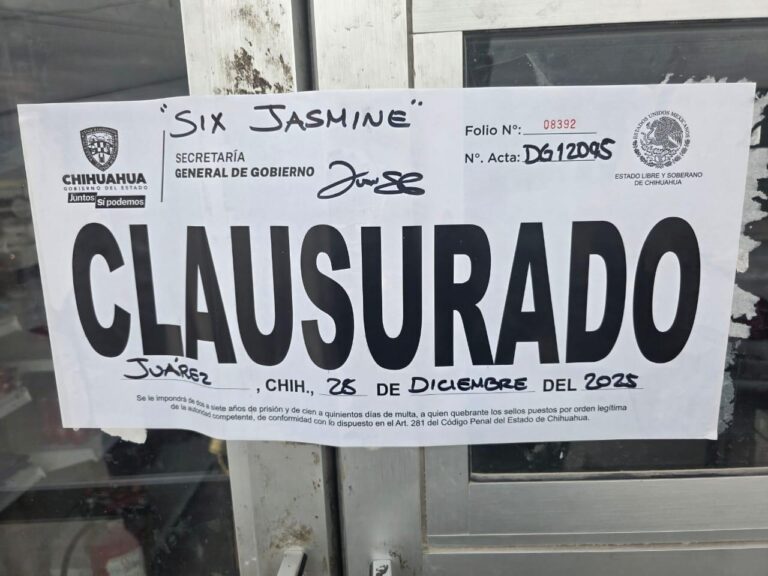 "SIX JASMINE"
CHIHUAHUA
GOBIERNO DEL ESTADO
Juntos Sí podemos
SECRETARÍA
GENERAL DE GOBIERNO
Folio N°: 08392
N°. Acta: DG12095
ESTADOS UNIDOS MEXICANOS
ESTADO LIBRE Y SOBERANO
DE CHIHUAHUA
CLAUSURADO
JUÁREZ, CHIH., 28 DE DICIEMBRE DEL 2025
Se le impondrá de dos a siete años de prisión y de cien a quinientos días de multa, a quien quebrante los sellos puestos por orden legítima
de la autoridad competente, de conformidad con lo dispuesto en el Art. 281 del Código Penal del Estado de Chihuahua.